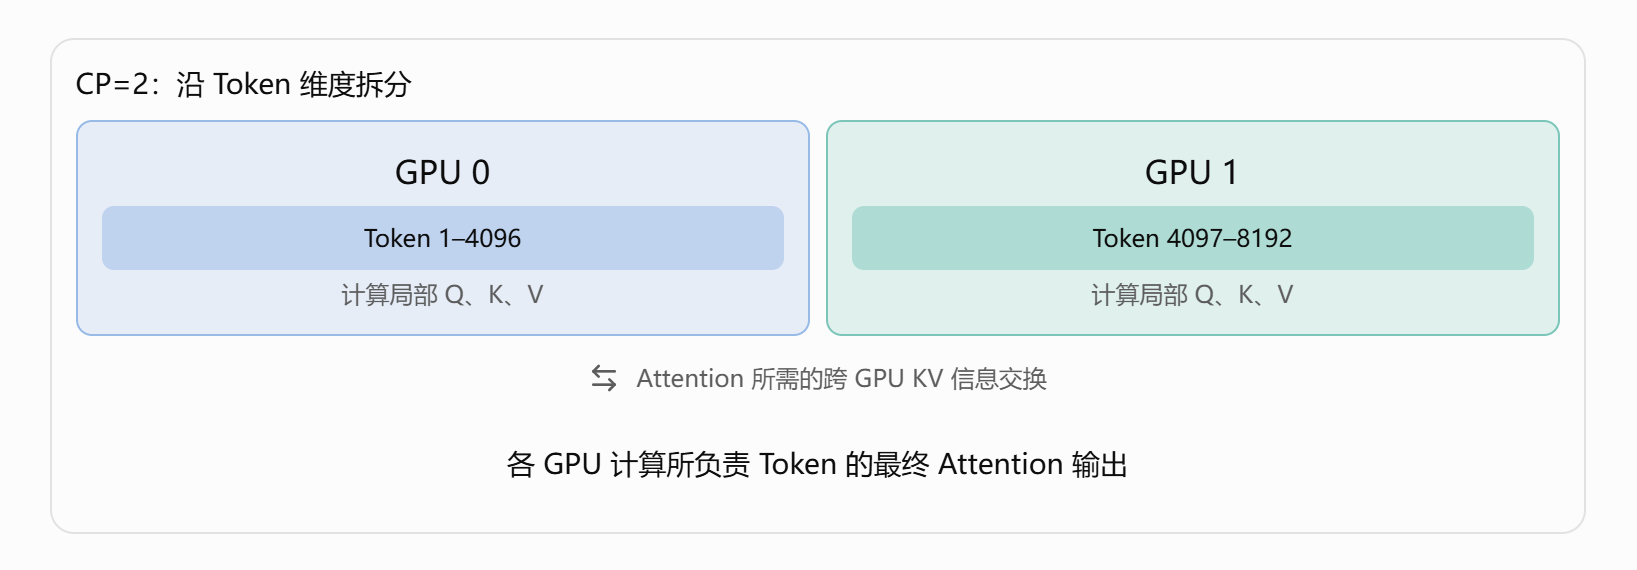 CP=2：沿 Token 维度拆分
GPU 0
Token 1–4096
计算局部 Q、K、V
GPU 1
Token 4097–8192
计算局部 Q、K、V
Attention 所需的跨 GPU KV 信息交换
各 GPU 计算所负责 Token 的最终 Attention 输出